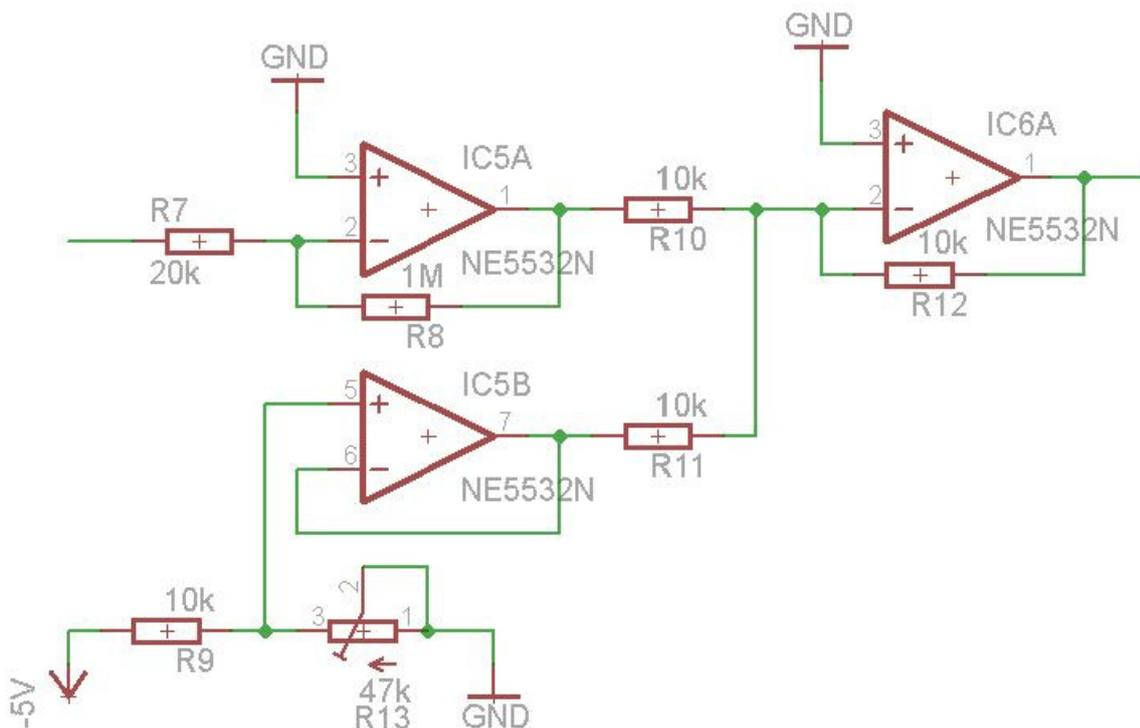 GND
GND
IC5A
IC6A
3
1
10k
3
1
2
R7
2
R10
NE5532N
10k
NE5532N
20k
1M
R12
R8
IC5B
5
7
10k
6
R11
NE5532N
10k
2
3
1
R9
-5V
47k
R13
GND